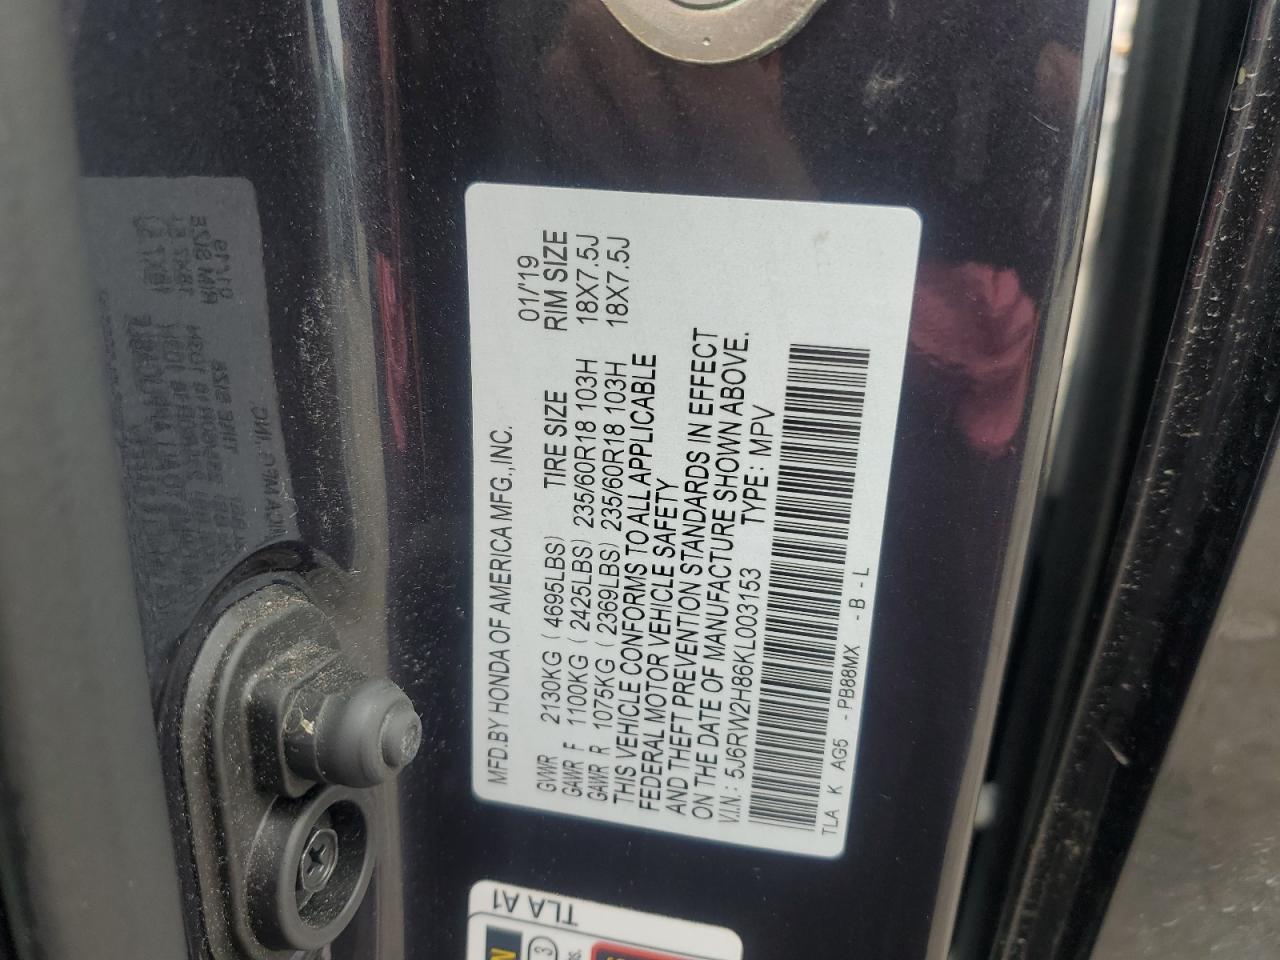 MFD.BY HONDA OF AMERICA MFG.,INC. 01/'19
GVWR 2130KG ( 4695LBS) TIRE SIZE RIM SIZE
GAWR F 1100KG ( 2425LBS) 235/60R18 103H 18X7.5J
GAWR R 1075KG ( 2369LBS) 235/60R18 103H 18X7.5J
THIS VEHICLE CONFORMS TO ALL APPLICABLE
FEDERAL MOTOR VEHICLE SAFETY
AND THEFT PREVENTION STANDARDS IN EFFECT
ON THE DATE OF MANUFACTURE SHOWN ABOVE.
V.I.N.: 5J6RW2H86KL003153 TYPE: MPV
TLA K AG5 - PB88MX - B - L
TLA A1
3